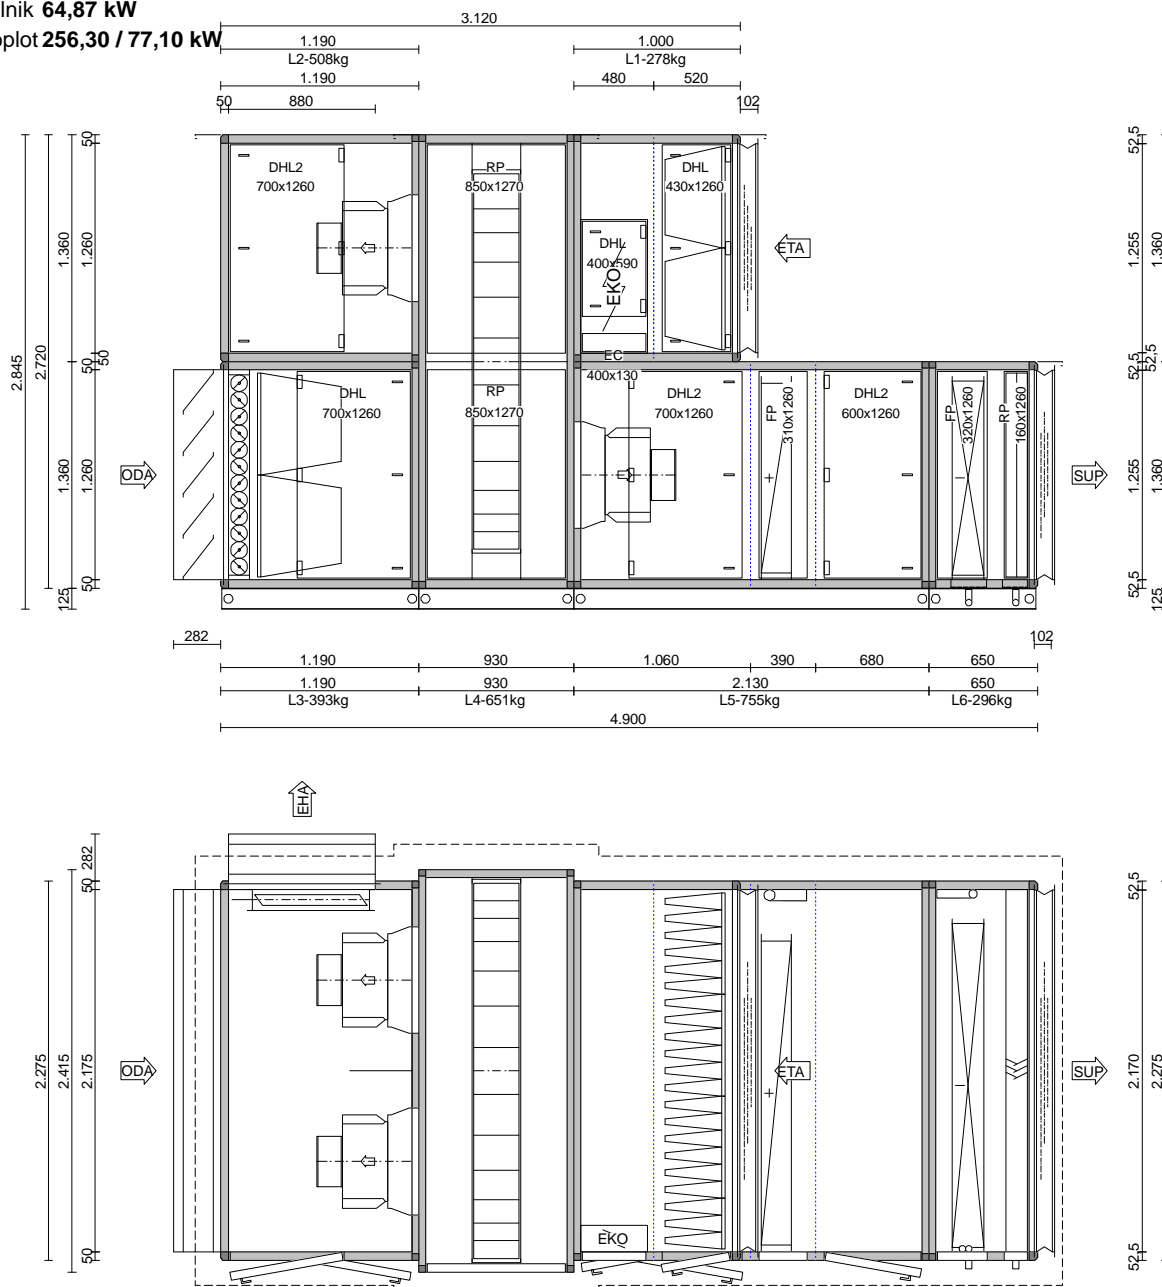 lnik 64,87 kW
plot 256,30 / 77,10 kW
3.120
1.190
1.000
L2-508kg
L1-278kg
1.190
480
520
50
880
102
DHL2
700x1260
RP
850x1270
DHL
430x1260
DHL
400x590
EKO
ETA
EC
400x130
DHL
700x1260
RP
850x1270
DHL2
700x1260
FP
310x1260
+
DHL2
600x1260
FP
320x1260
RP
160x1260
ODA
SUP
2.845
2.720
1.360
50
1.260
50
50
1.360
1.260
125
50
52,5
1.255
1.360
52,5
52,5
1.255
1.360
52,5
125
282
102
1.190
930
1.060
390
680
650
1.190
930
2.130
650
L3-393kg
L4-651kg
L5-755kg
L6-296kg
4.900
EHA
282
50
2.275
2.415
2.175
50
ODA
ETA
+
SUP
EKO
52,5
2.170
2.275
52,5